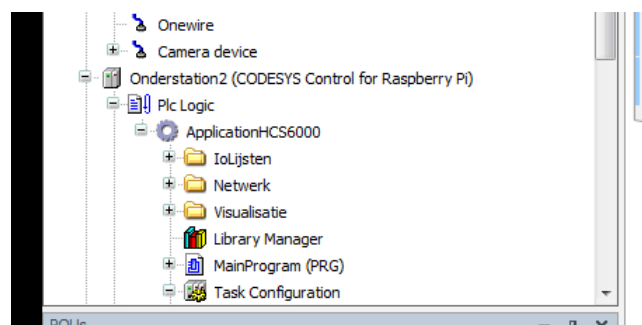 Onewire
Camera device
Onderstation2 (CODESYS Control for Raspberry Pi)
Plc Logic
ApplicationHCS6000
IoLijsten
Netwerk
Visualisatie
Library Manager
MainProgram (PRG)
Task Configuration
POUs